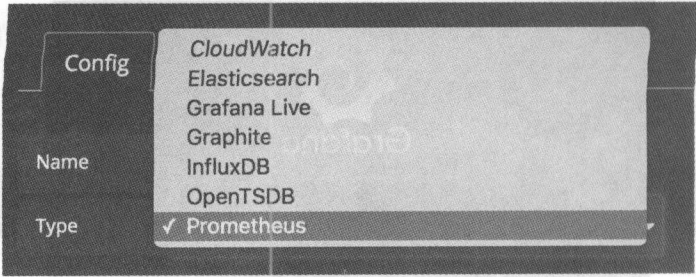 Config
CloudWatch
Elasticsearch
Grafana Live
Graphite
InfluxDB
OpenTSDB
Name
Type
✓ Prometheus